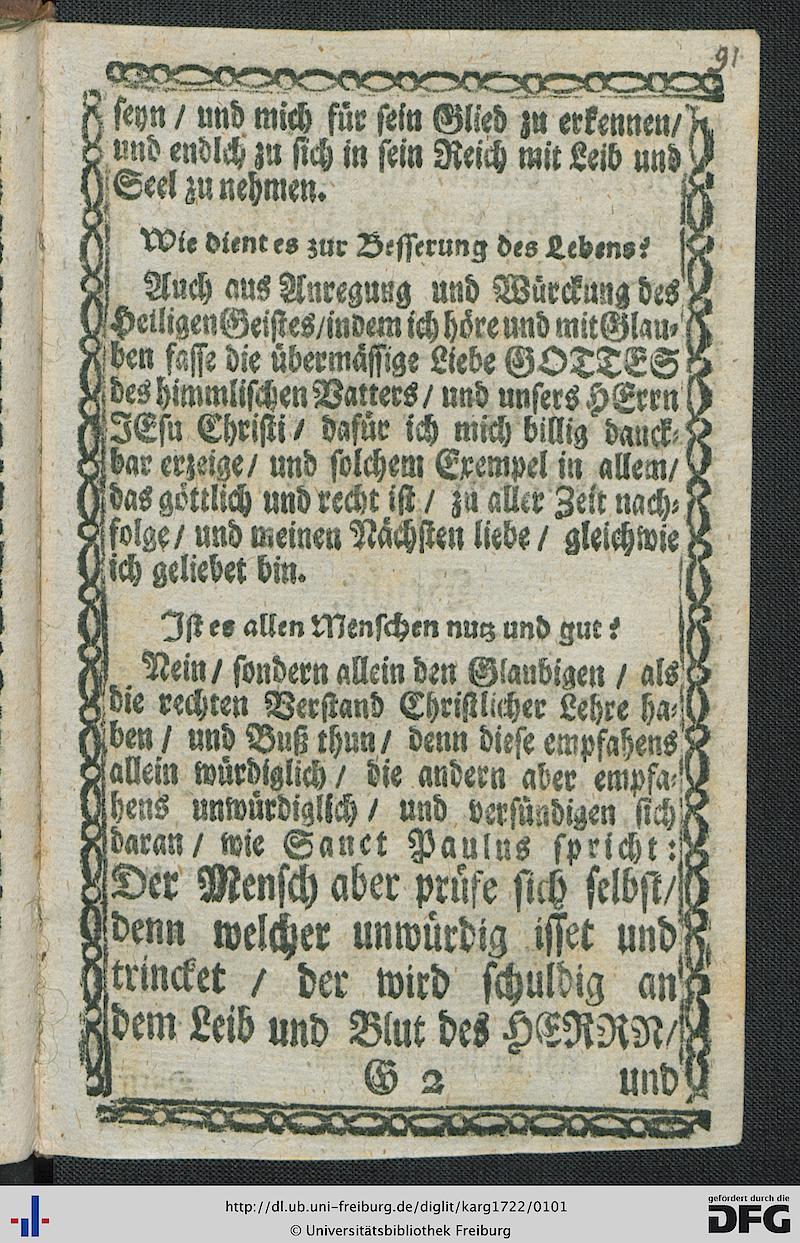 91
seyn / und mich für sein Glied zu erkennen/
und endlch zu sich in sein Reich mit Leib und
Seel zu nehmen.
Wie dient es zur Besserung des Lebens?
Auch aus Anregung und Würckung des
Heiligen Geistes/indem ich höre und mit Glau-
ben fasse die übermässige Liebe GOTTES
des himmlischen Vatters / und unsers HErrn
JEsu Christi / dafür ich mich billig danck-
bar erzeige / und solchem Exempel in allem/
das göttlich und recht ist / zu aller Zeit nach-
folge / und meinen Nächsten liebe / gleichwie
ich geliebet bin.
Ist es allen Menschen nutz und gut?
Nein / sondern allein den Glaubigen / als
die rechten Verstand Christlicher Lehre ha-
ben / und Buß thun / denn diese empfahens
allein würdiglich / die andern aber empfa-
hens unwürdiglich / und versündigen sich
daran / wie Sanct Paulus spricht:
Der Mensch aber prüfe sich selbst/
denn welcher unwürdig isset und
trincket / der wird schuldig an
dem Leib und Blut des HERRN/
G 2 und
http://dl.ub.uni-freiburg.de/diglit/karg1722/0101
© Universitätsbibliothek Freiburg
gefördert durch die
DFG